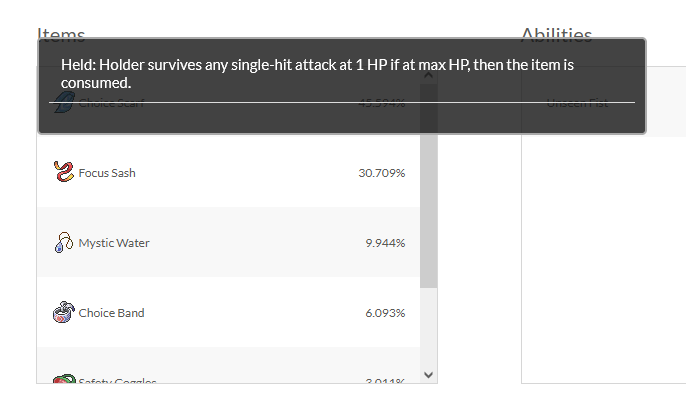 Items
Abilities
Held: Holder survives any single-hit attack at 1 HP if at max HP, then the item is
consumed.
Choice Scarf 45.594%
Unseen Fist
Focus Sash 30.709%
Mystic Water 9.944%
Choice Band 6.093%
Safety Goggles 3.011%